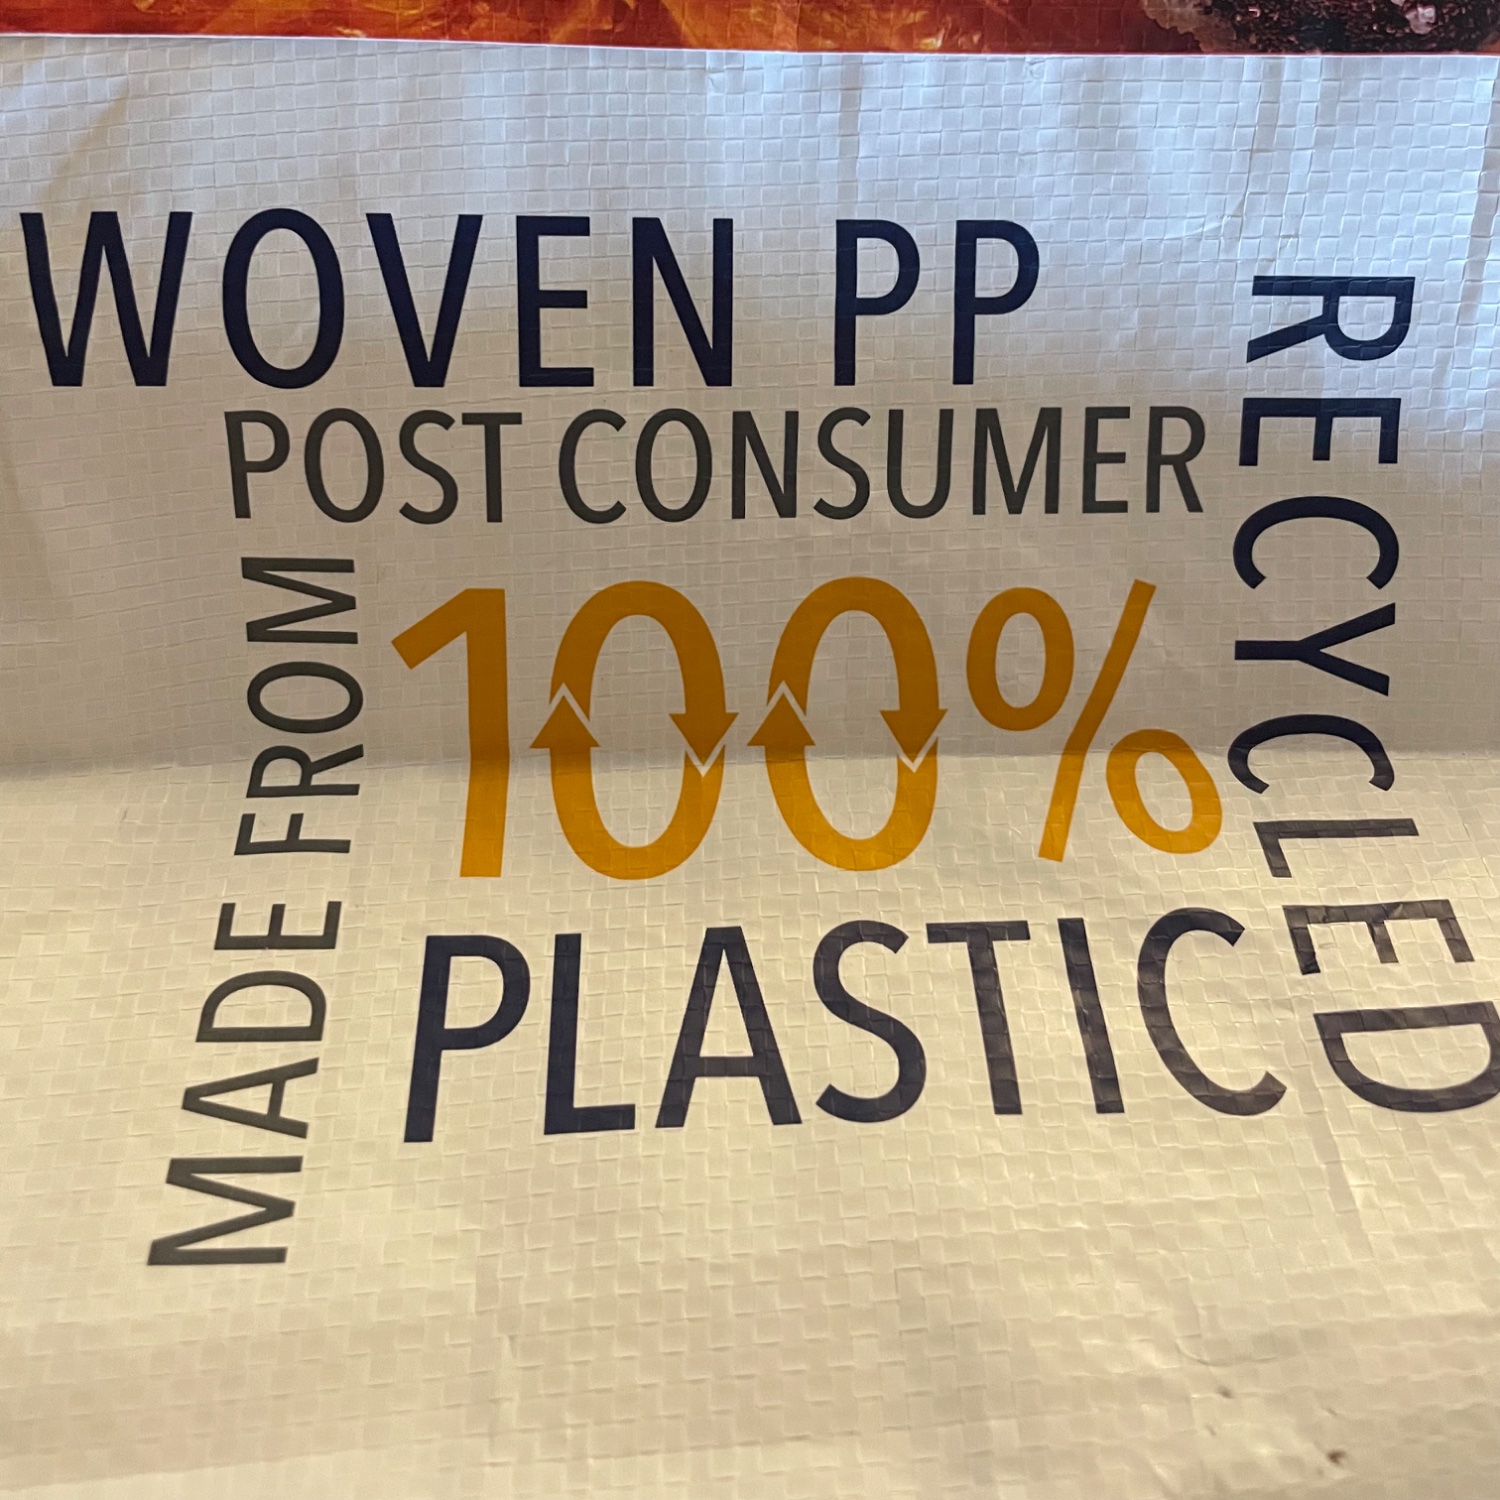 WOVEN PP
RECYCLED
POST CONSUMER
MADE FROM
100%
PLASTIC